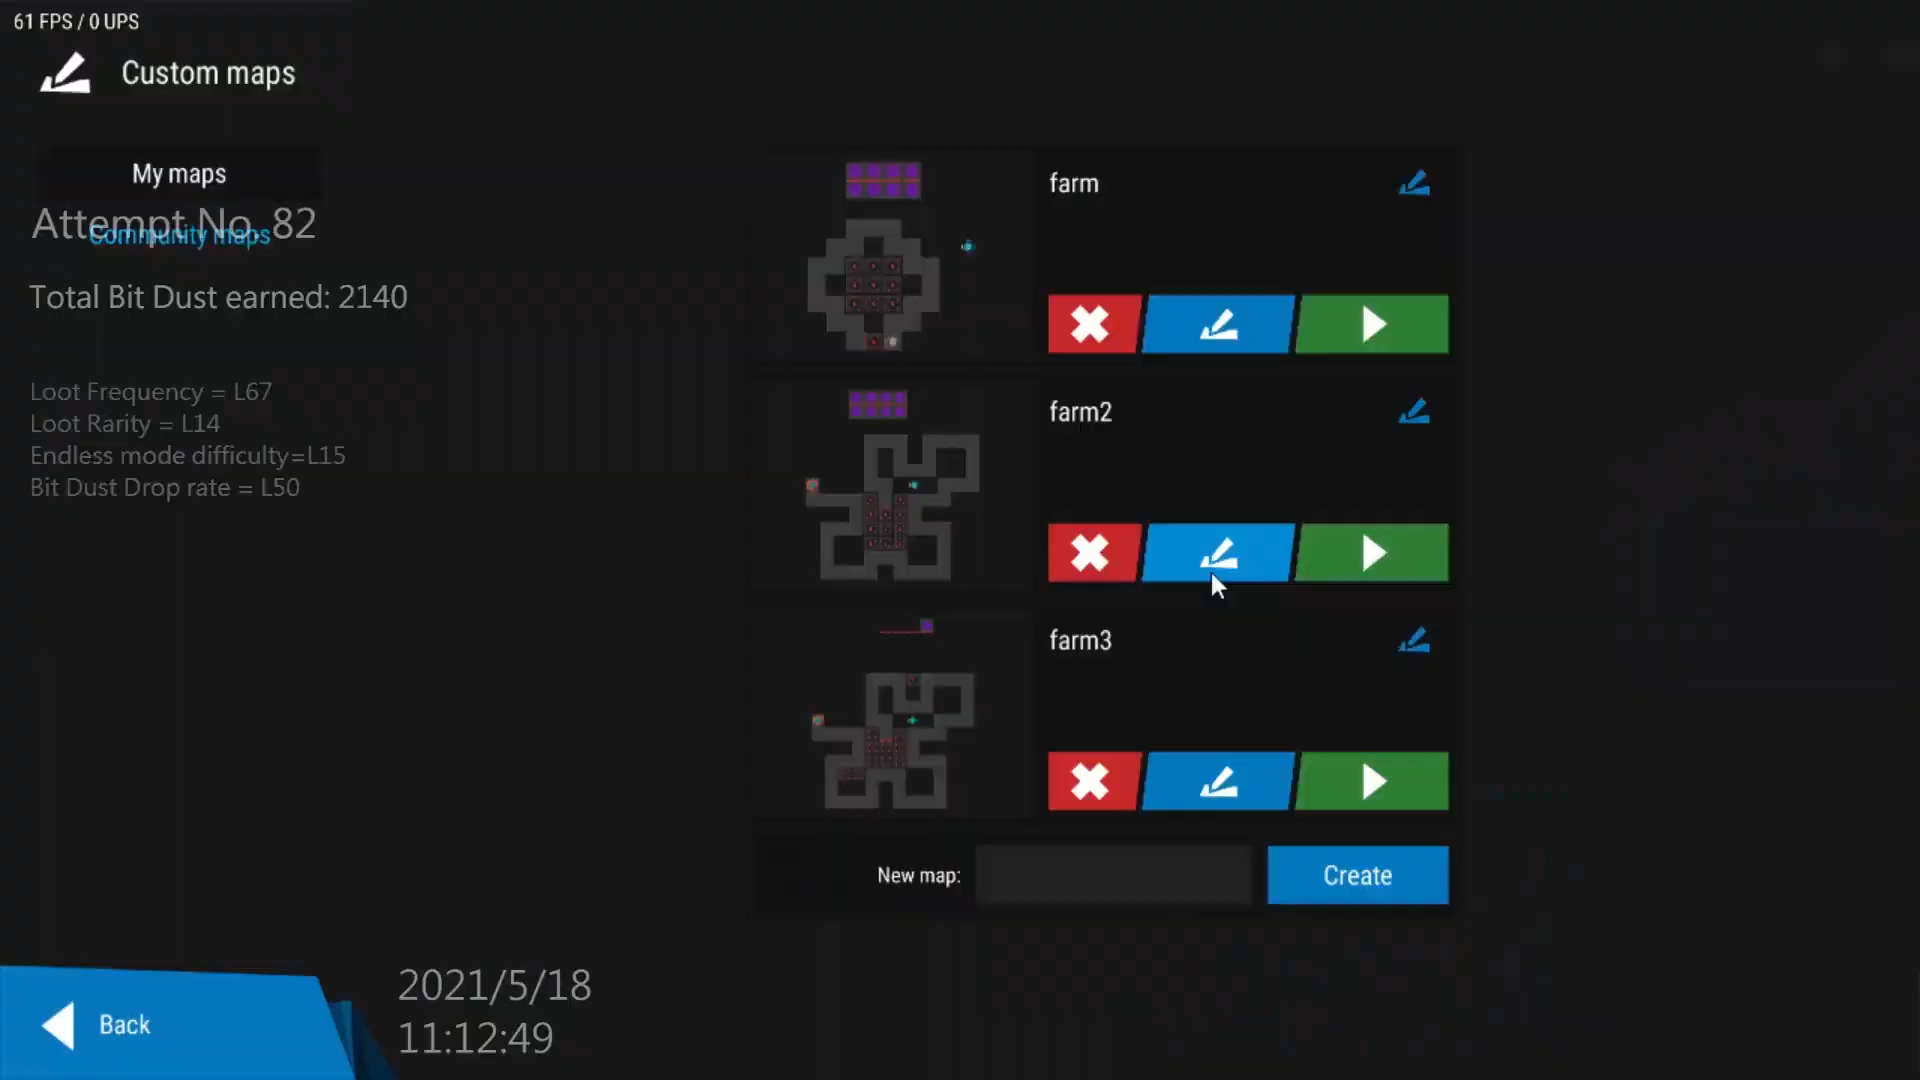 61 FPS / 0 UPS
Custom maps
My maps
Attempt No. 82
Community maps
Total Bit Dust earned: 2140
Loot Frequency = L67
Loot Rarity = L14
Endless mode difficulty=L15
Bit Dust Drop rate = L50
farm
farm2
farm3
New map:
Create
Back
2021/5/18
11:12:49